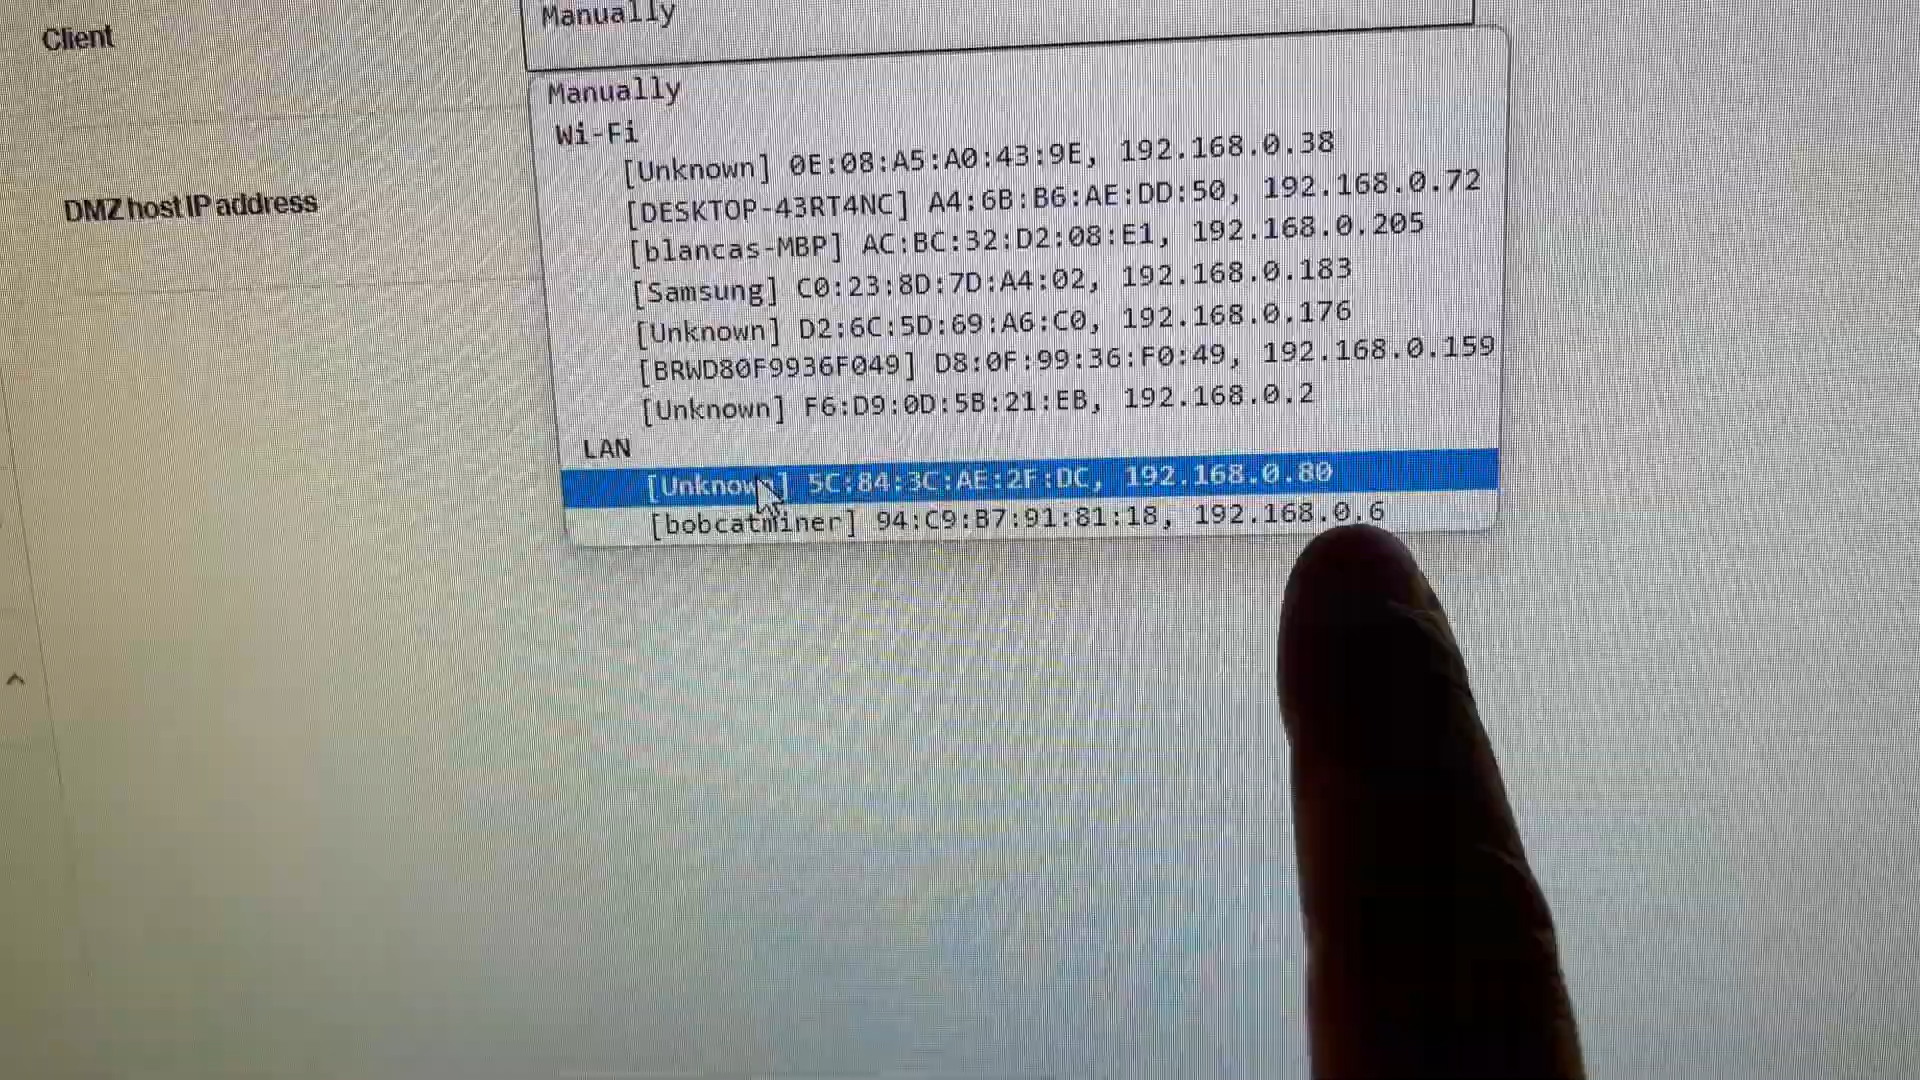 Client
Manually
Manually
Wi-Fi
[Unknown] 0E:08:A5:A0:43:9E, 192.168.0.38
[DESKTOP-43RT4NC] A4:6B:B6:AE:DD:50, 192.168.0.72
[blancas-MBP] AC:BC:32:D2:08:E1, 192.168.0.205
[Samsung] C0:23:8D:7D:A4:02, 192.168.0.183
[Unknown] D2:6C:5D:69:A6:C0, 192.168.0.176
[BRWD80F9936F049] D8:0F:99:36:F0:49, 192.168.0.159
[Unknown] F6:D9:0D:5B:21:EB, 192.168.0.2
LAN
[Unknown] 5C:84:3C:AE:2F:DC, 192.168.0.80
[bobcatminer] 94:C9:B7:91:81:18, 192.168.0.6
DMZ host IP address